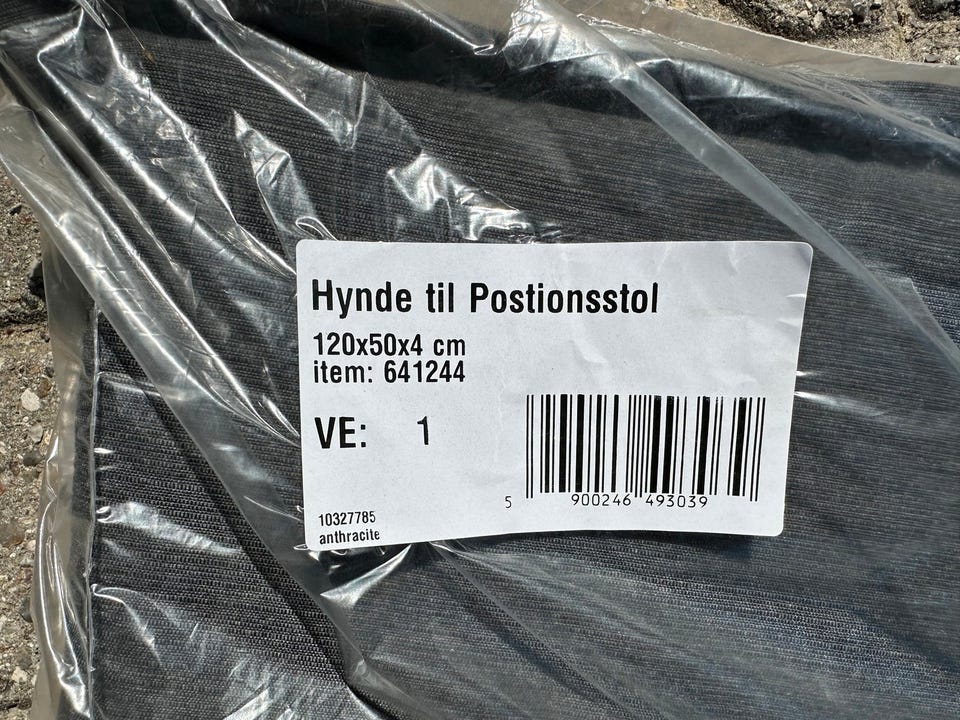 Hynde til Postionsstol
120x50x4 cm
item: 641244
VE: 1
5 900246 493039
10327785
anthracite